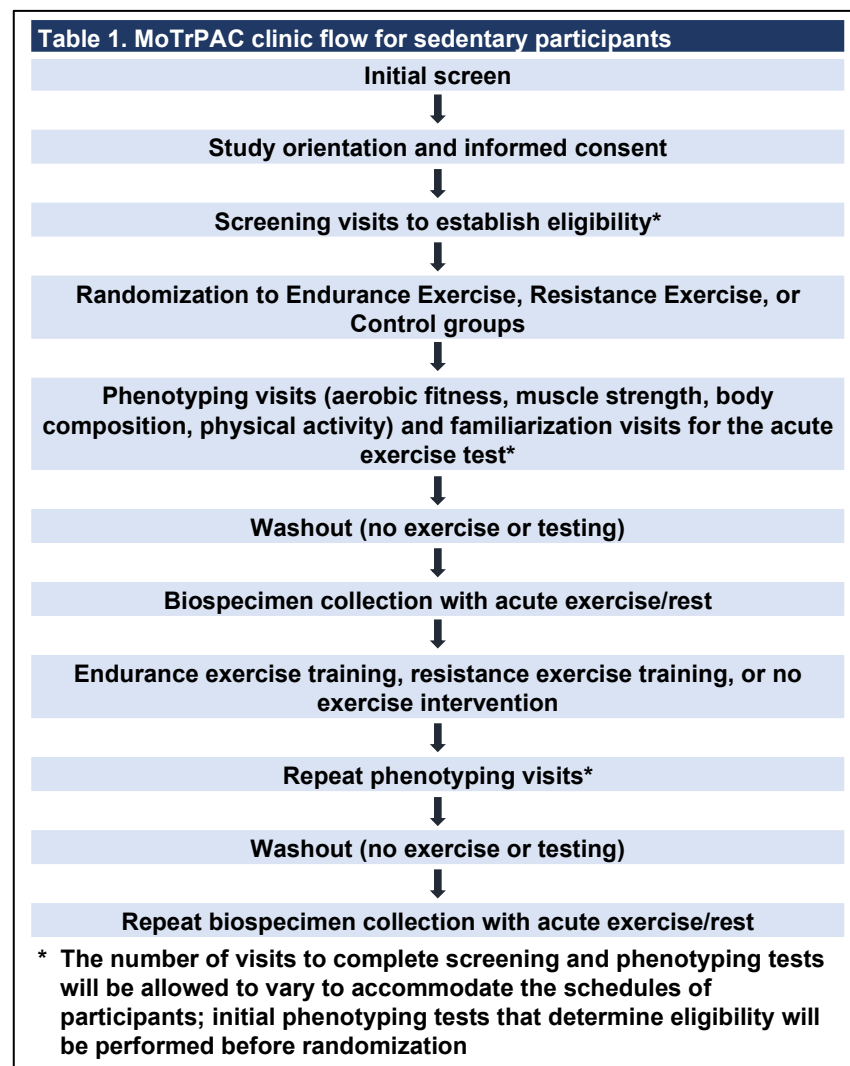 Table 1. MoTrPAC clinic flow for sedentary participants
Initial screen
Study orientation and informed consent
Screening visits to establish eligibility*
Randomization to Endurance Exercise, Resistance Exercise, or
Control groups
Phenotyping visits (aerobic fitness, muscle strength, body
composition, physical activity) and familiarization visits for the acute
exercise test*
Washout (no exercise or testing)
Biospecimen collection with acute exercise/rest
Endurance exercise training, resistance exercise training, or no
exercise intervention
Repeat phenotyping visits*
Washout (no exercise or testing)
Repeat biospecimen collection with acute exercise/rest
* The number of visits to complete screening and phenotyping tests
will be allowed to vary to accommodate the schedules of
participants; initial phenotyping tests that determine eligibility will
be performed before randomization